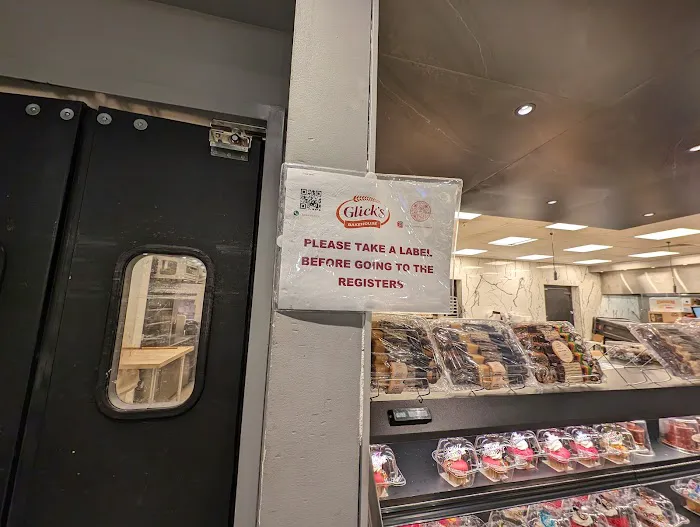 Glick's
BAKEHOUSE
PLEASE TAKE A LABEL
BEFORE GOING TO THE
REGISTERS